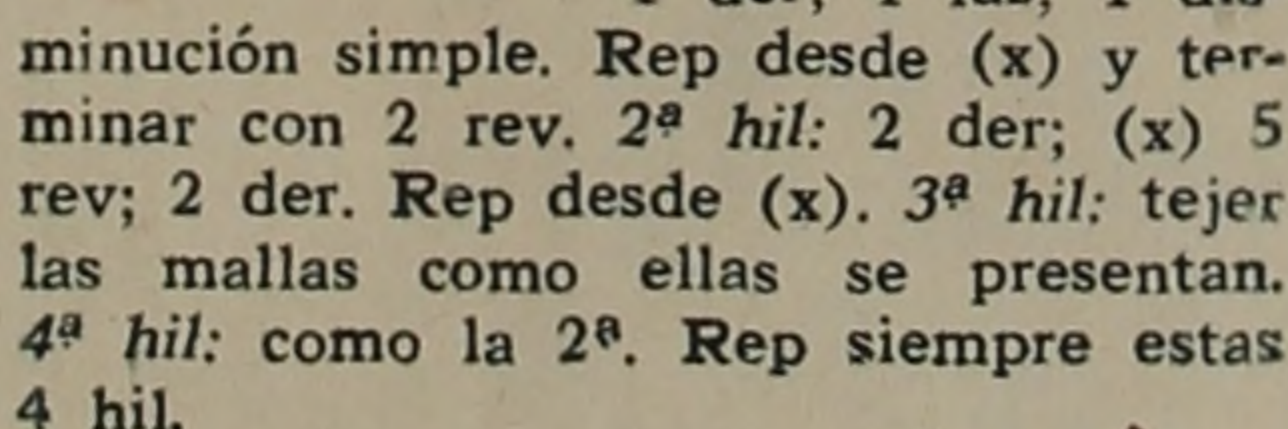 minución simple. Rep desde (x) y ter-
minar con 2 rev. 2ª hil: 2 der; (x) 5
rev; 2 der. Rep desde (x). 3ª hil: tejer
las mallas como ellas se presentan.
4ª hil: como la 2ª. Rep siempre estas
4 hil.